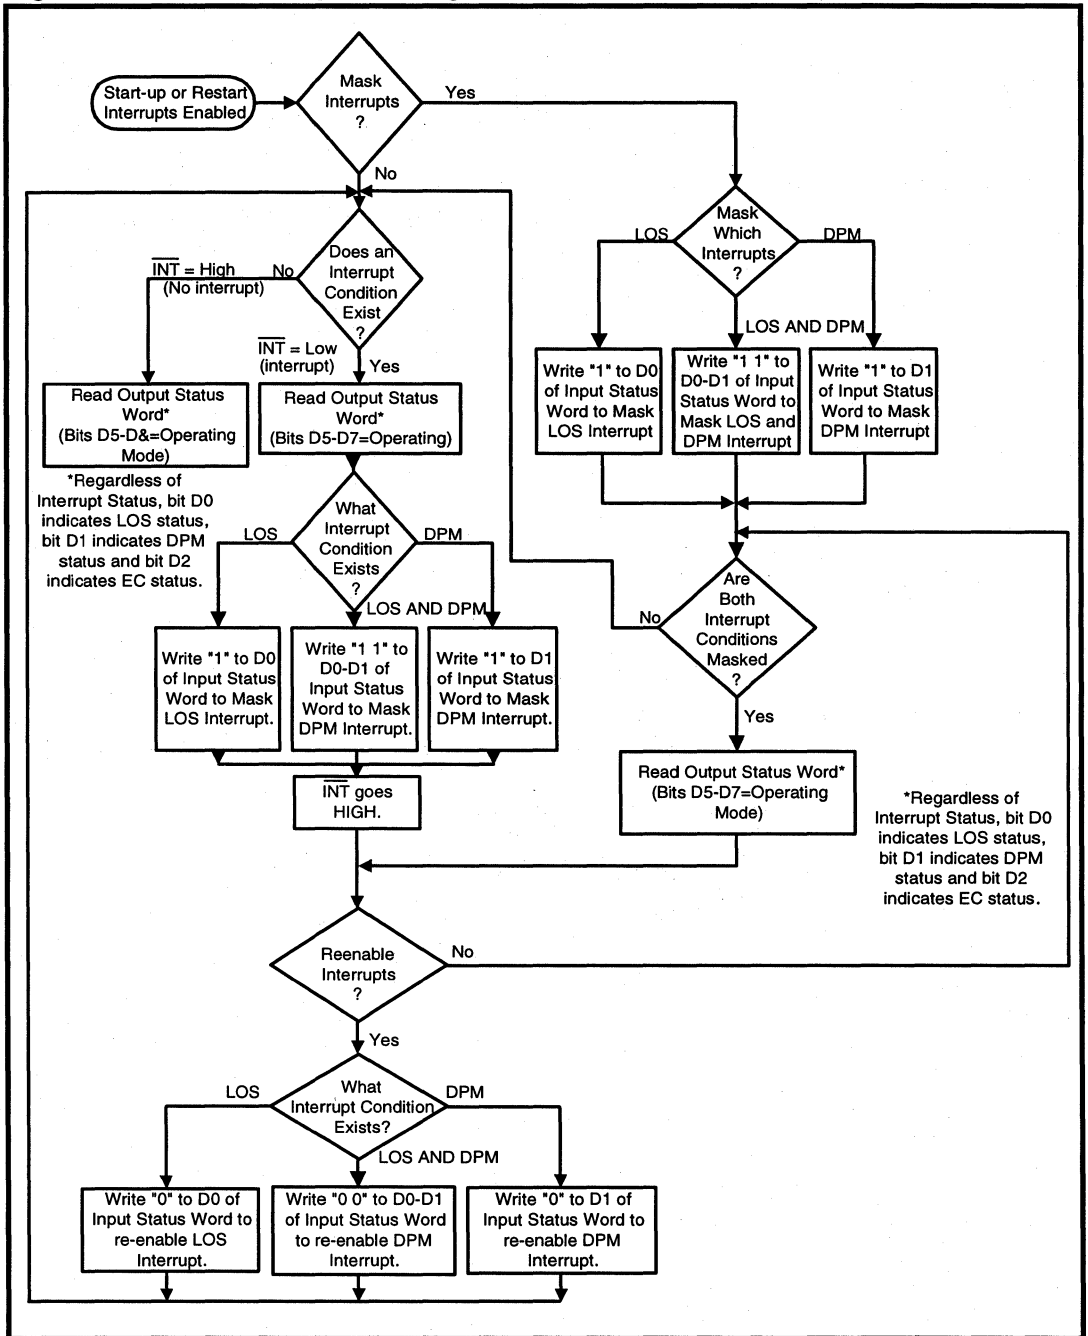 Start-up or Restart
Interrupts Enabled
Mask
Interrupts
?
Yes
No
Mask
Which
Interrupts
?
LOS
DPM
LOS AND DPM
Write "1" to D0
of Input Status
Word to Mask
LOS Interrupt
Write "1 1" to
D0-D1 of Input
Status Word to
Mask LOS and
DPM Interrupt
Write "1" to D1
of Input Status
Word to Mask
DPM Interrupt
Does an
Interrupt
Condition
Exist
?
INT = High
(No interrupt)
No
INT = Low
(interrupt)
Yes
Read Output Status
Word*
(Bits D5-D&=Operating
Mode)
Read Output Status
Word*
(Bits D5-D7=Operating)
*Regardless of
Interrupt Status, bit D0
indicates LOS status,
bit D1 indicates DPM
status and bit D2
indicates EC status.
What
Interrupt
Condition
Exists
?
LOS
DPM
LOS AND DPM
Write "1" to D0
of Input Status
Word to Mask
LOS Interrupt.
Write "1 1" to
D0-D1 of
Input Status
Word to Mask
DPM Interrupt.
Write "1" to D1
of Input Status
Word to Mask
DPM Interrupt.
INT goes
HIGH.
Are
Both
Interrupt
Conditions
Masked
?
No
Yes
Read Output Status Word*
(Bits D5-D7=Operating
Mode)
*Regardless of
Interrupt Status, bit D0
indicates LOS status,
bit D1 indicates DPM
status and bit D2
indicates EC status.
Reenable
Interrupts
?
No
Yes
What
Interrupt Condition
Exists?
LOS
DPM
LOS AND DPM
Write "0" to D0 of
Input Status Word to
re-enable LOS
Interrupt.
Write "0 0" to D0-D1
of Input Status Word
to re-enable DPM
Interrupt.
Write "0" to D1 of
Input Status Word to
re-enable DPM
Interrupt.